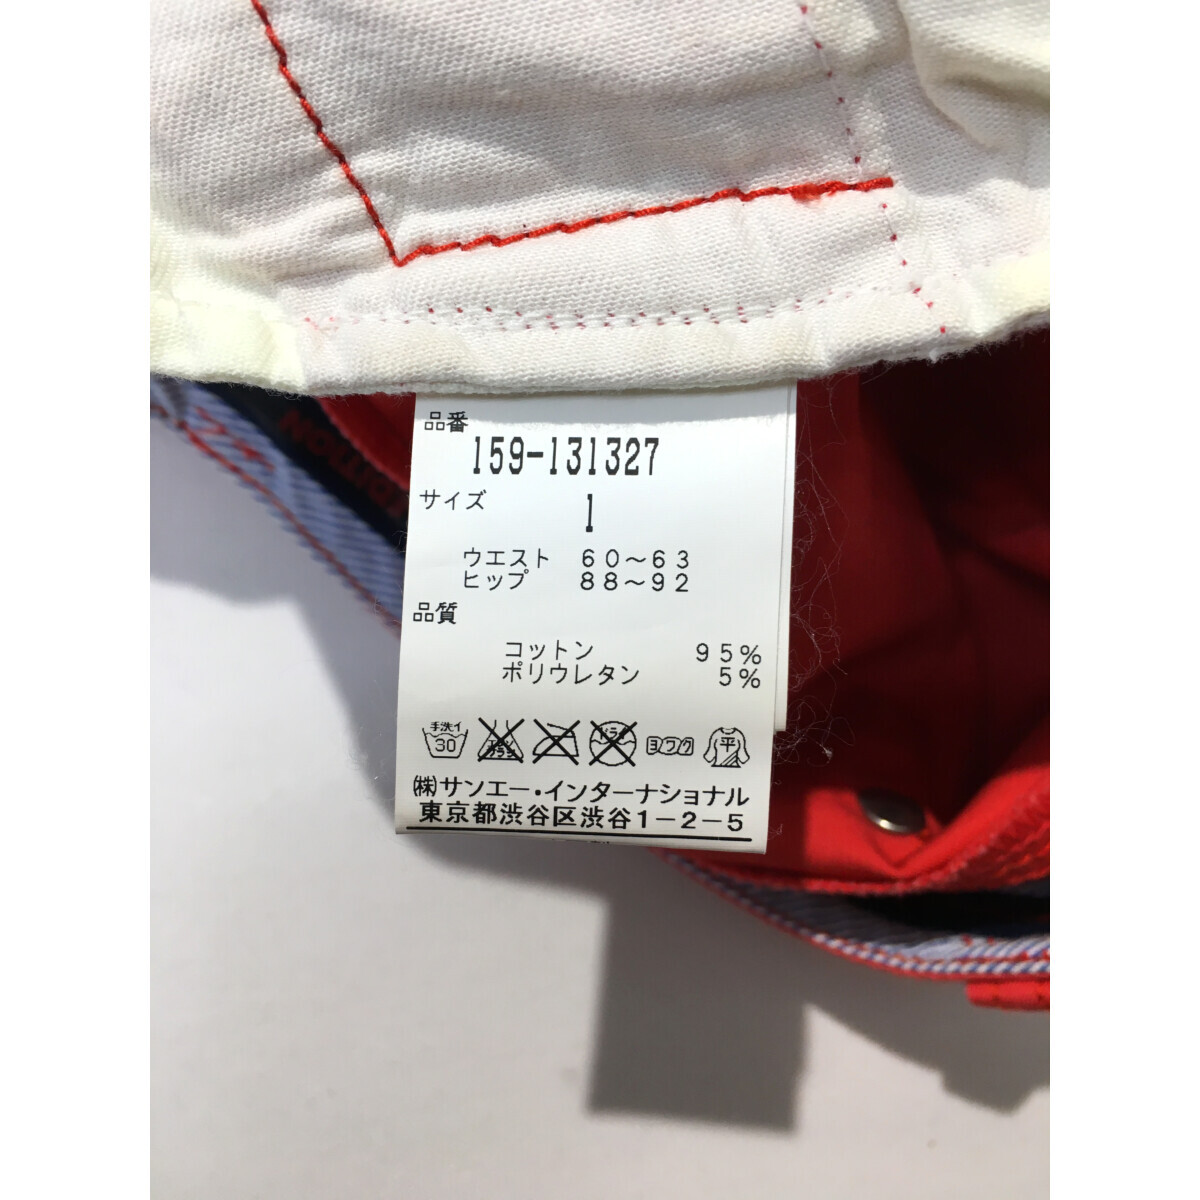 品番
159-131327
サイズ
1
ウエスト 60～63
ヒップ 88～92
品質
コットン 95%
ポリウレタン 5%
手洗イ
30
ヨワク
平
㈱サンエー・インターナショナル
東京都渋谷区渋谷1-2-5